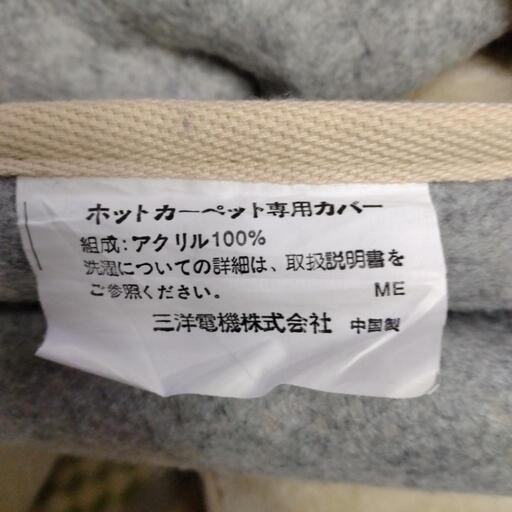 ホットカーペット専用カバー
組成:アクリル100%
洗濯についての詳細は、取扱説明書を
ご参照ください。 ME
三洋電機株式会社 中国製